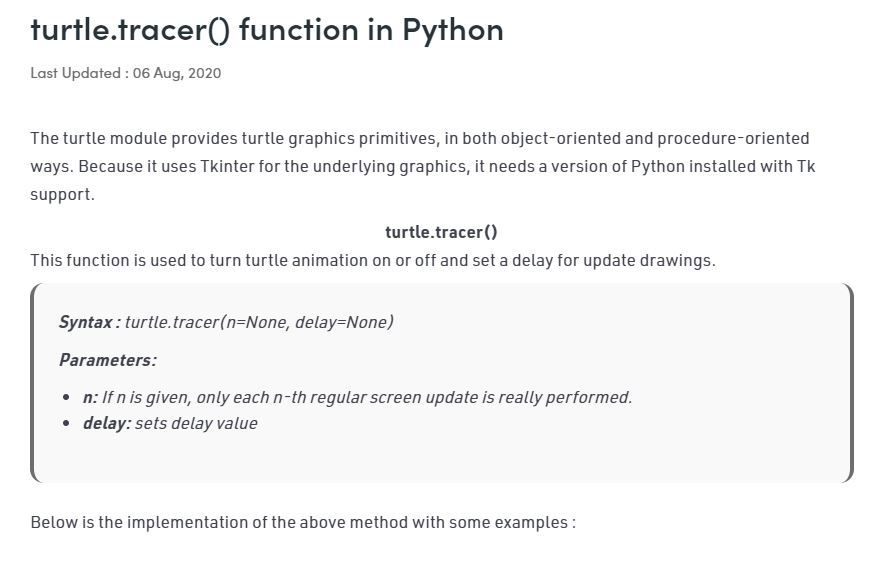 turtle.tracer() function in Python
Last Updated : 06 Aug, 2020
The turtle module provides turtle graphics primitives, in both object-oriented and procedure-oriented
ways. Because it uses Tkinter for the underlying graphics, it needs a version of Python installed with Tk
support.
turtle.tracer()
This function is used to turn turtle animation on or off and set a delay for update drawings.
Syntax : turtle.tracer(n=None, delay=None)
Parameters:
• n: If n is given, only each n-th regular screen update is really performed.
• delay: sets delay value
Below is the implementation of the above method with some examples :